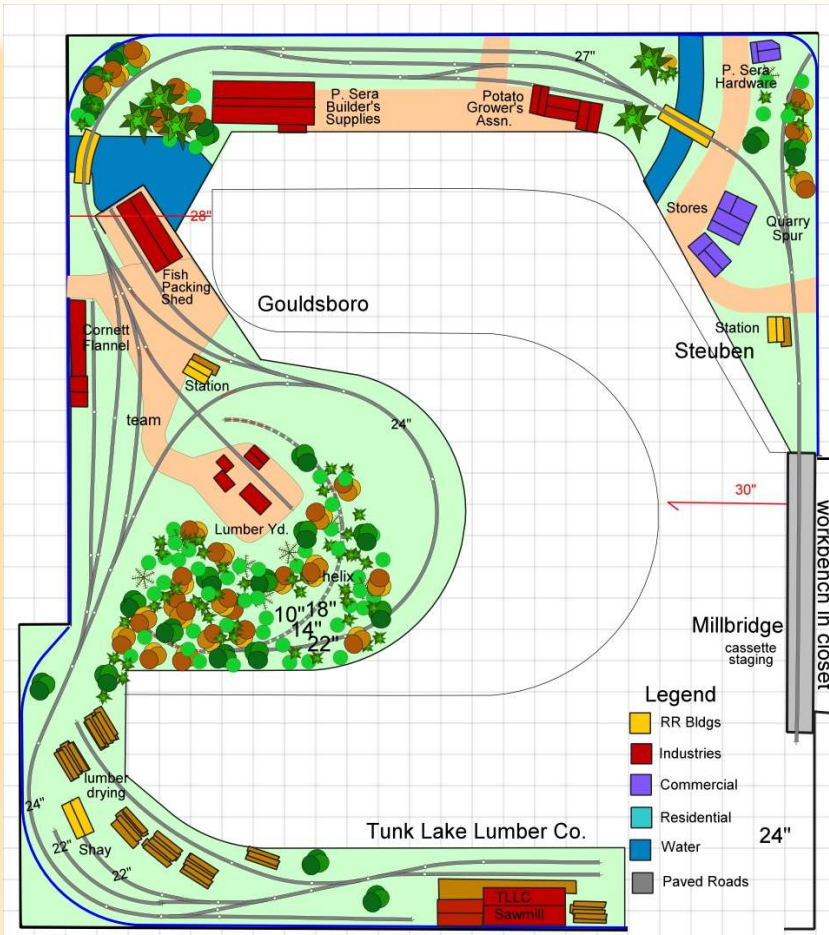 27"
P. Sera
Hardware
P. Sera
Builder's
Supplies
Potato
Grower's
Assn.
Stores
Quarry
Spur
28"
Fish
Packing
Shed
Gouldsboro
Station
Steuben
Cornett
Flannel
Station
team
24"
30"
Lumber Yd.
helix
10" 18"
14"
22"
workbench in closet
Millbridge
cassette
staging
Legend
RR Bldgs
Industries
Commercial
Residential
Water
Paved Roads
24"
lumber
drying
24"
Shay
22"
22"
Tunk Lake Lumber Co.
TLLC
Sawmill